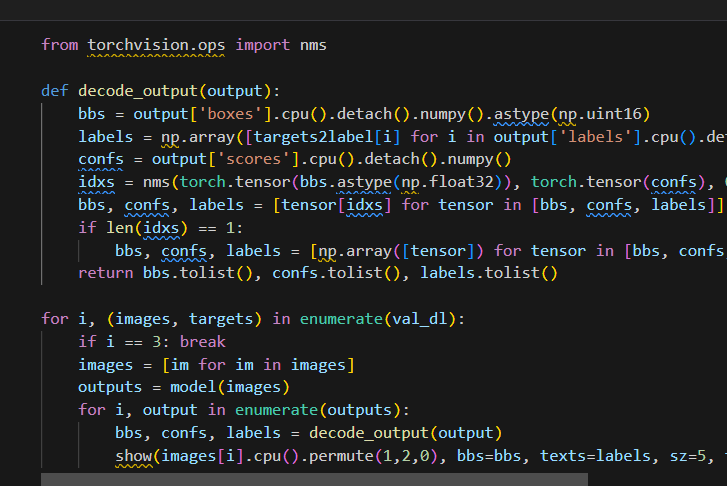 from torchvision.ops import nms
def decode_output(output):
bbs = output['boxes'].cpu().detach().numpy().astype(np.uint16)
labels = np.array([targets2label[i] for i in output['labels'].cpu().det
confs = output['scores'].cpu().detach().numpy()
idxs = nms(torch.tensor(bbs.astype(np.float32)), torch.tensor(confs),
bbs, confs, labels = [tensor[idxs] for tensor in [bbs, confs, labels]]
if len(idxs) == 1:
bbs, confs, labels = [np.array([tensor]) for tensor in [bbs, confs
return bbs.tolist(), confs.tolist(), labels.tolist()
for i, (images, targets) in enumerate(val_dl):
if i == 3: break
images = [im for im in images]
outputs = model(images)
for i, output in enumerate(outputs):
bbs, confs, labels = decode_output(output)
show(images[i].cpu().permute(1,2,0), bbs=bbs, texts=labels, sz=5,